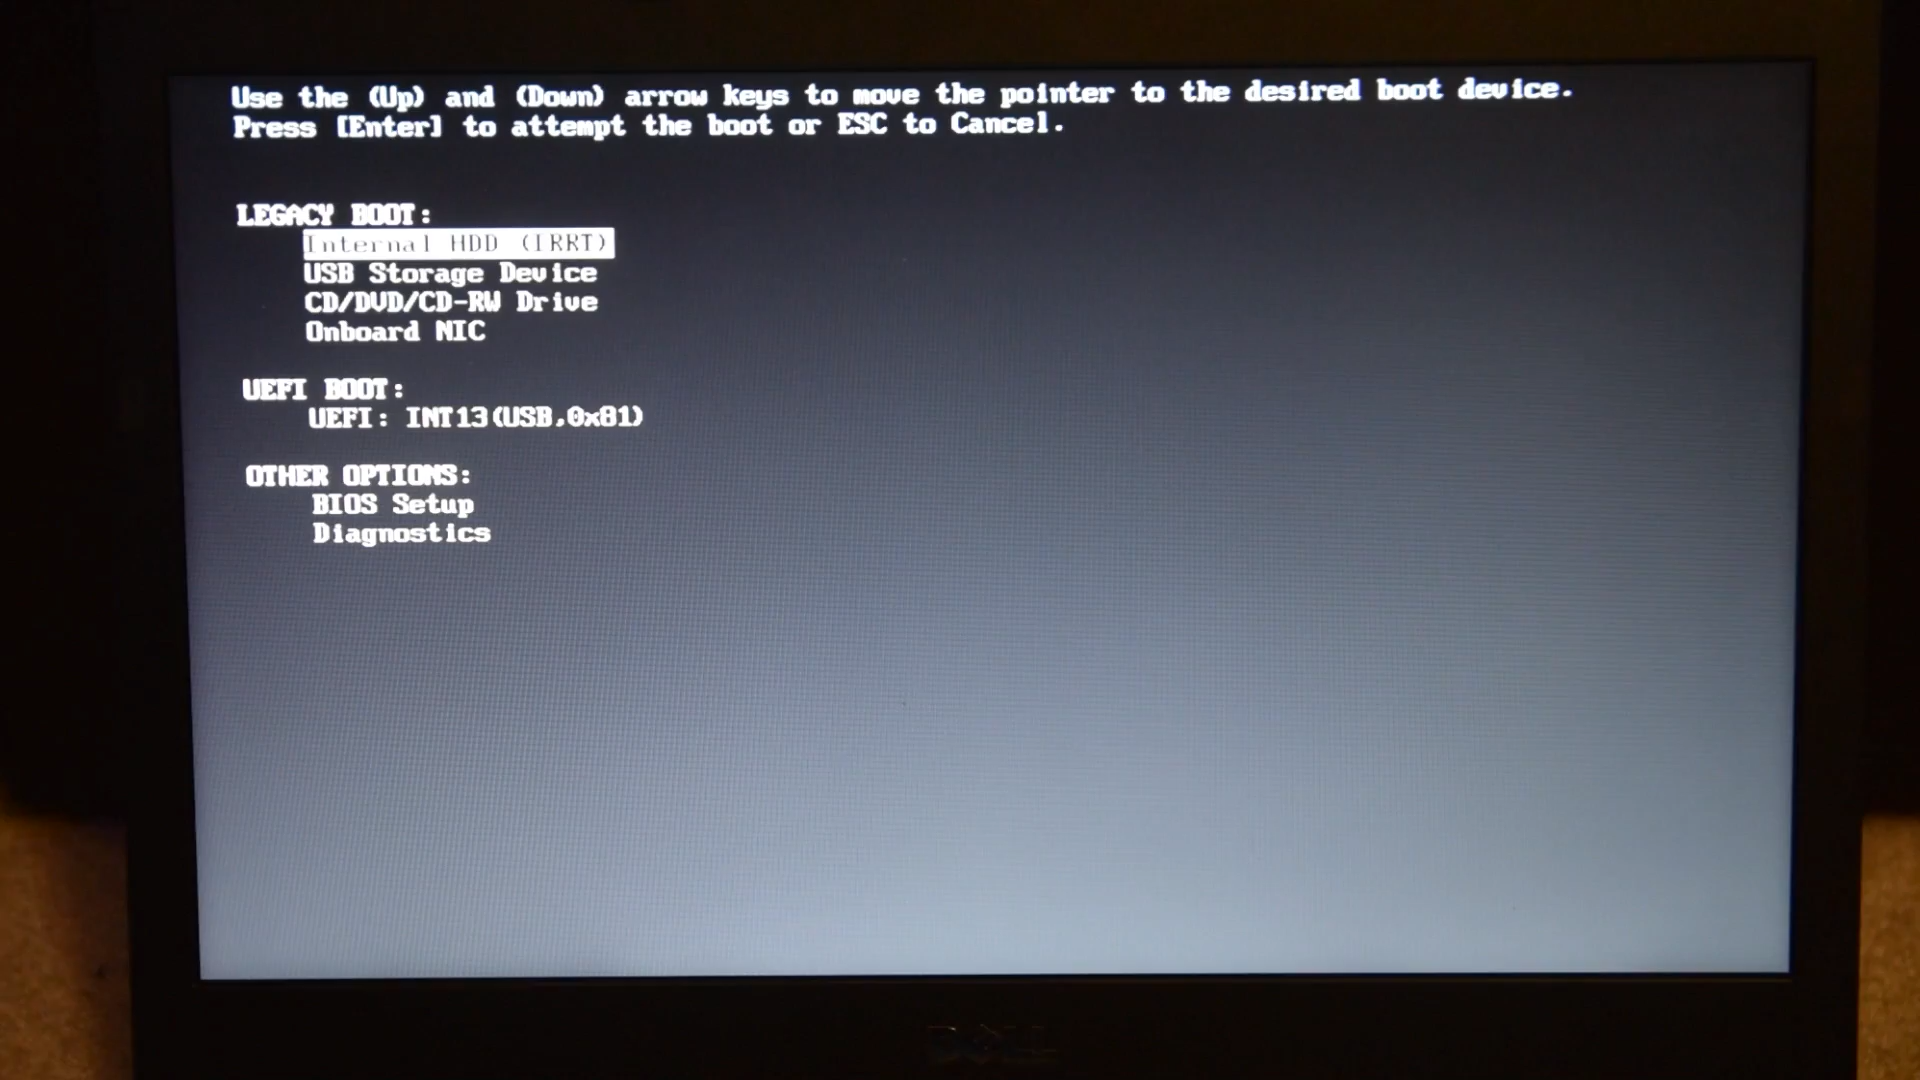 Use the (Up) and (Down) arrow keys to move the pointer to the desired boot device.
Press [Enter] to attempt the boot or ESC to Cancel.
LEGACY BOOT:
Internal HDD (IRRT)
USB Storage Device
CD/DVD/CD-RW Drive
Onboard NIC
UEFI BOOT:
UEFI: INT13(USB,0x81)
OTHER OPTIONS:
BIOS Setup
Diagnostics
DELL